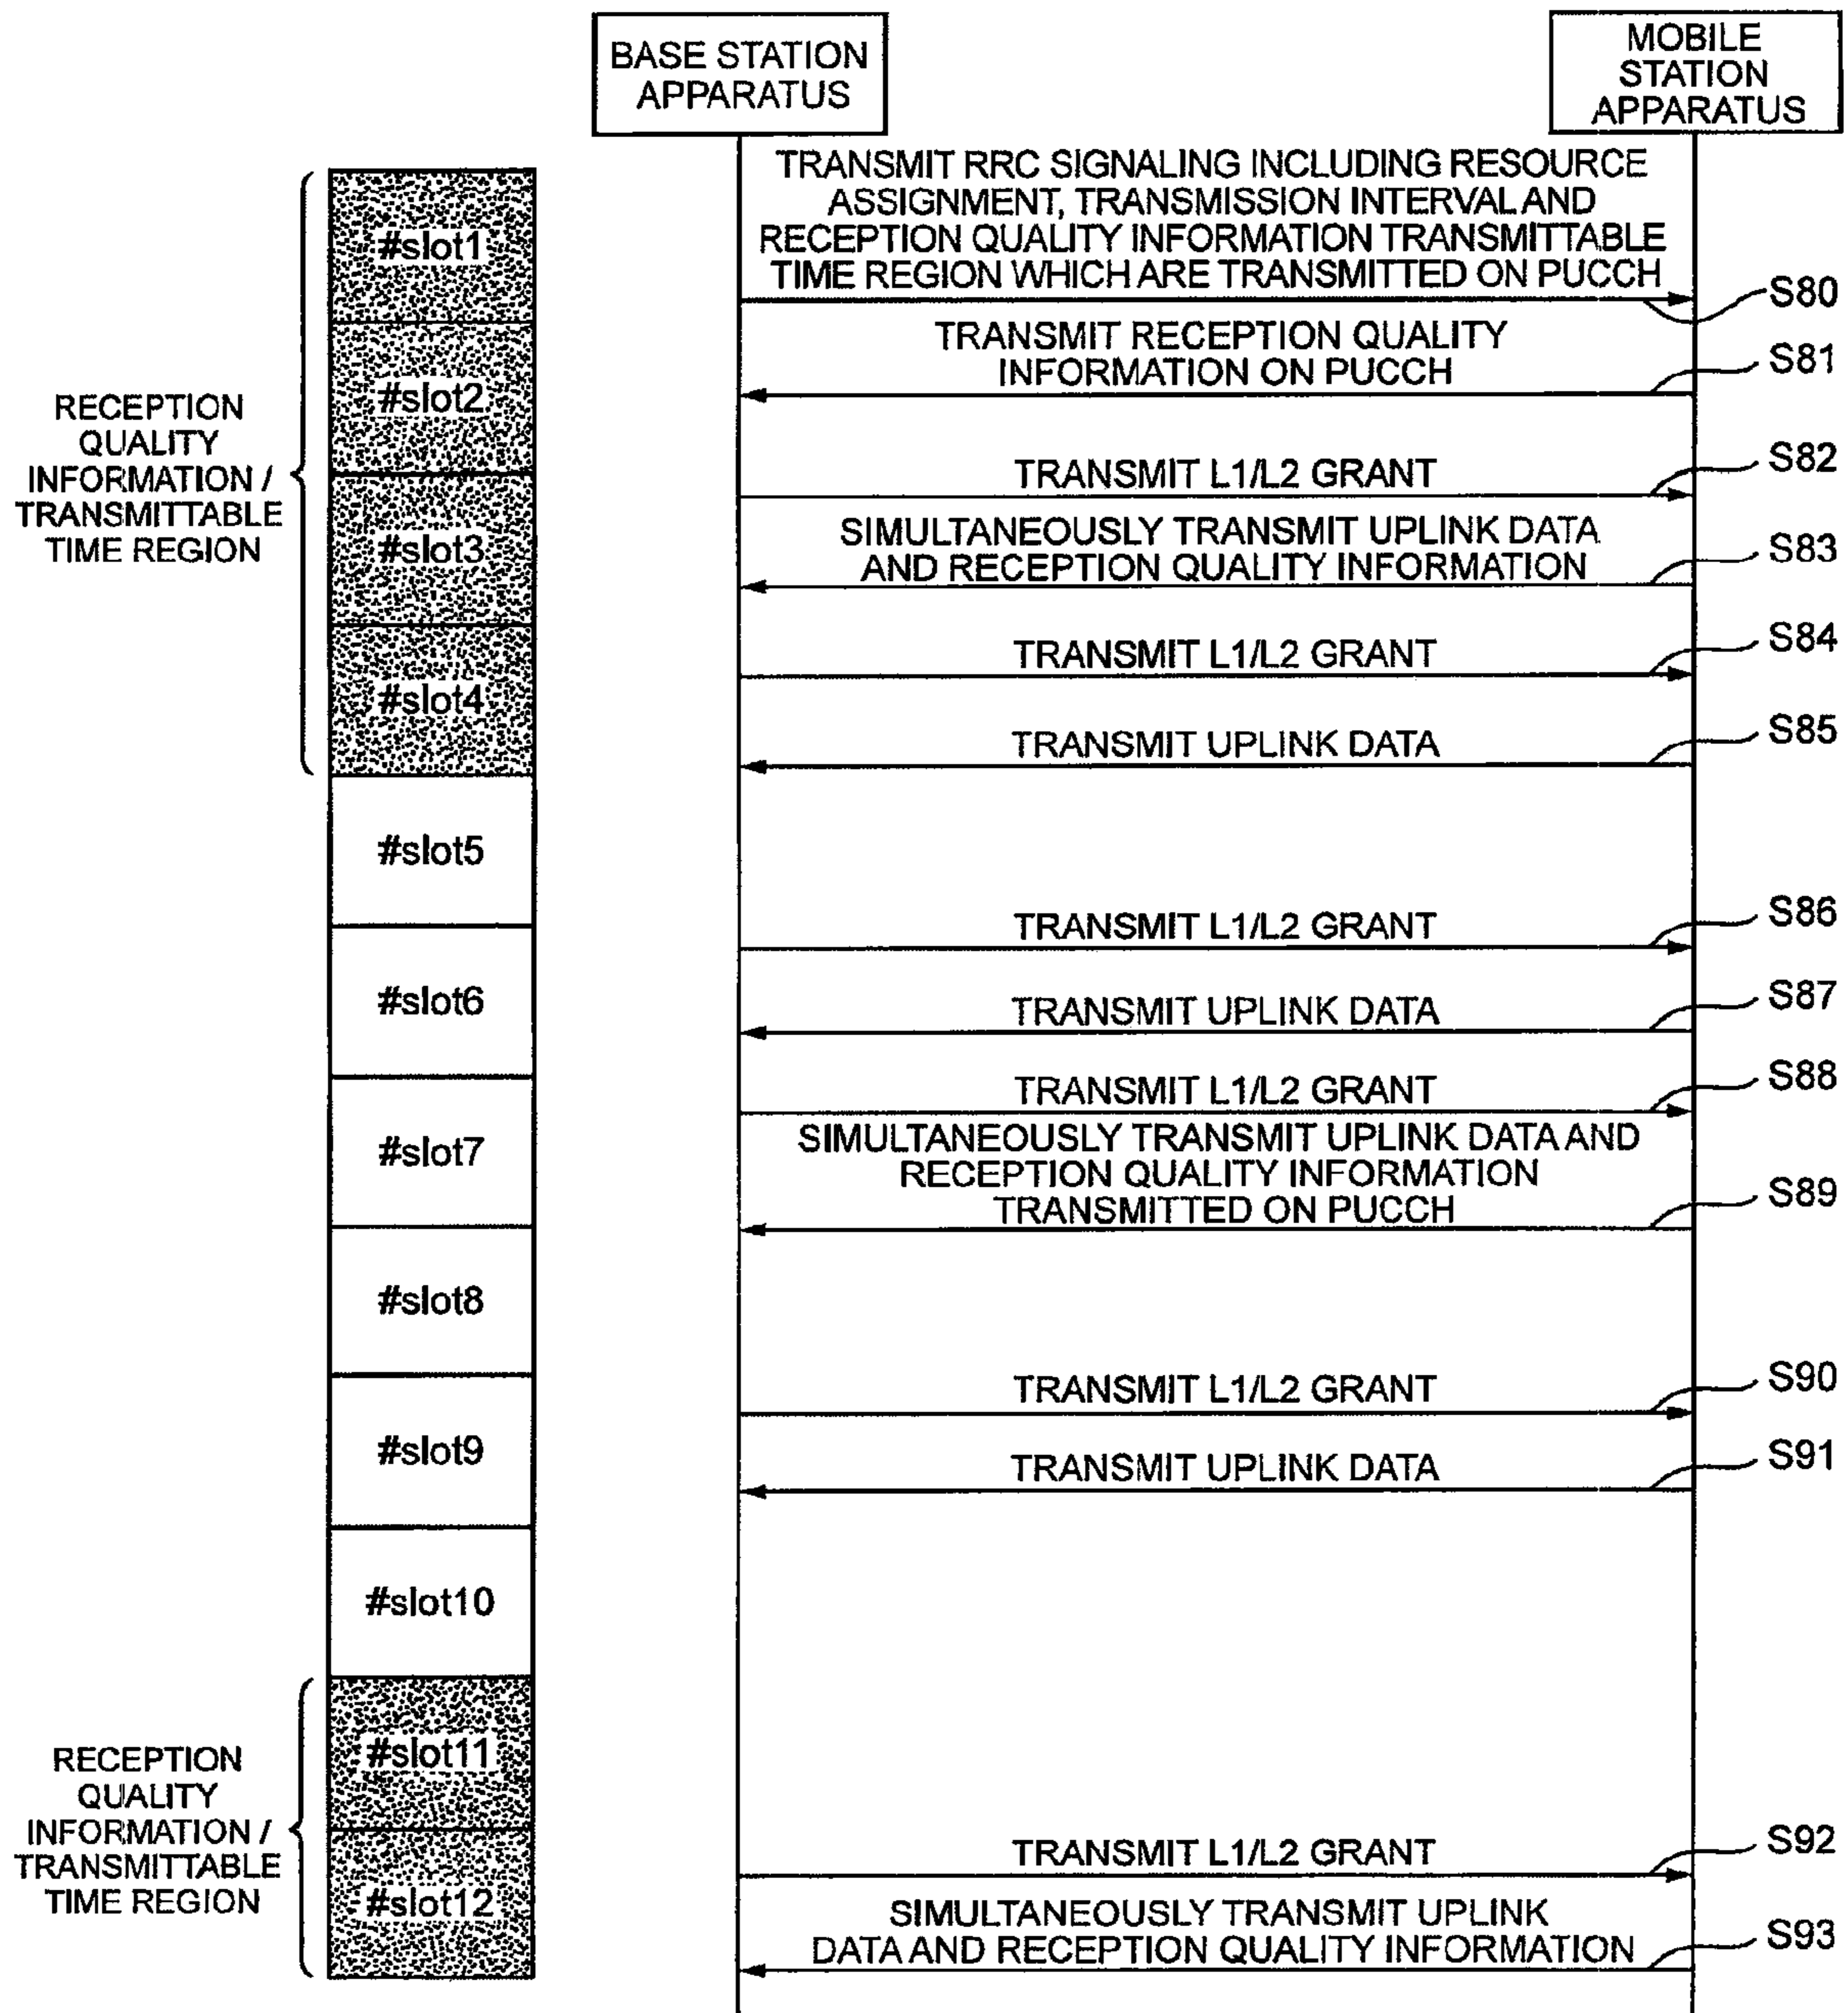 BASE STATION
APPARATUS
MOBILE
STATION
APPARATUS
TRANSMIT RRC SIGNALING INCLUDING RESOURCE
ASSIGNMENT, TRANSMISSION INTERVAL AND
RECEPTION QUALITY INFORMATION TRANSMITTABLE
TIME REGION WHICH ARE TRANSMITTED ON PUCCH
S80
TRANSMIT RECEPTION QUALITY
INFORMATION ON PUCCH
S81
TRANSMIT L1/L2 GRANT
S82
SIMULTANEOUSLY TRANSMIT UPLINK DATA
AND RECEPTION QUALITY INFORMATION
S83
TRANSMIT L1/L2 GRANT
S84
TRANSMIT UPLINK DATA
S85
TRANSMIT L1/L2 GRANT
S86
TRANSMIT UPLINK DATA
S87
TRANSMIT L1/L2 GRANT
S88
SIMULTANEOUSLY TRANSMIT UPLINK DATA AND
RECEPTION QUALITY INFORMATION
TRANSMITTED ON PUCCH
S89
TRANSMIT L1/L2 GRANT
S90
TRANSMIT UPLINK DATA
S91
TRANSMIT L1/L2 GRANT
S92
SIMULTANEOUSLY TRANSMIT UPLINK
DATA AND RECEPTION QUALITY INFORMATION
S93
RECEPTION
QUALITY
INFORMATION /
TRANSMITTABLE
TIME REGION
#slot1
#slot2
#slot3
#slot4
#slot5
#slot6
#slot7
#slot8
#slot9
#slot10
RECEPTION
QUALITY
INFORMATION /
TRANSMITTABLE
TIME REGION
#slot11
#slot12